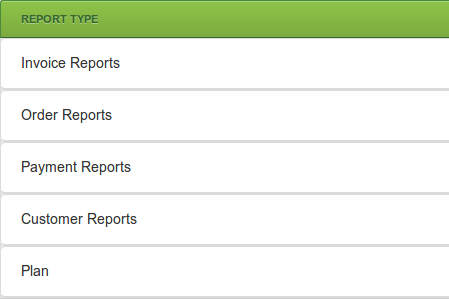 REPORT TYPE
Invoice Reports
Order Reports
Payment Reports
Customer Reports
Plan